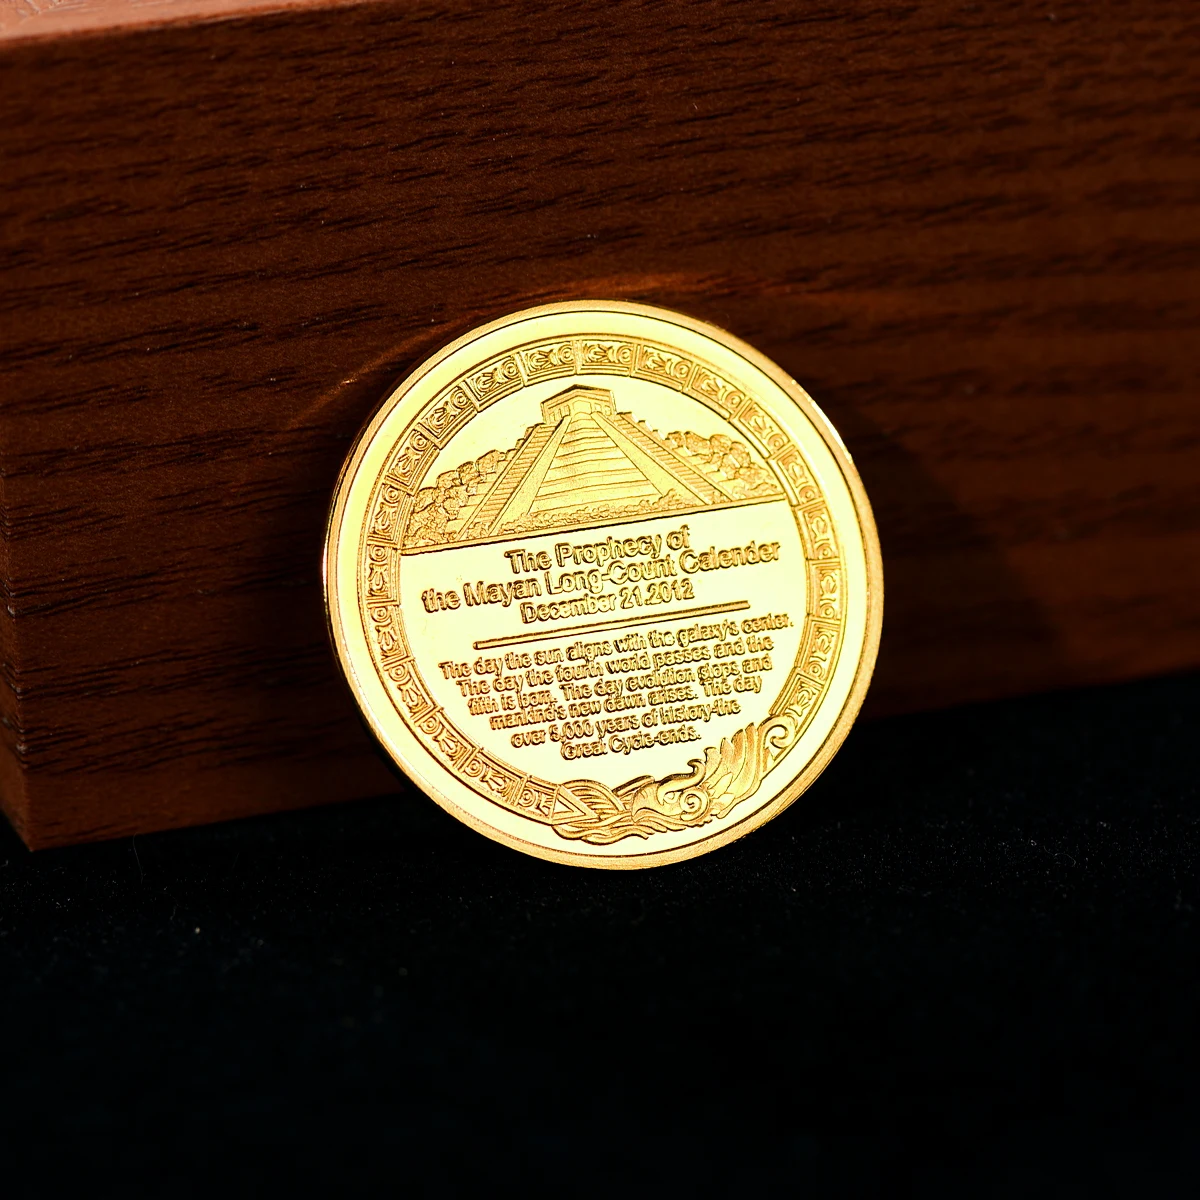 The Prophecy of
the Mayan Long-Count Calender
December 21.2012
The day the sun aligns with the galaxy's center.
The day the fourth world passes and the
fifth is born. The day evolution stops and
mankind's new dawn arises. The day
over 5,000 years of history-the
Great Cycle-ends.